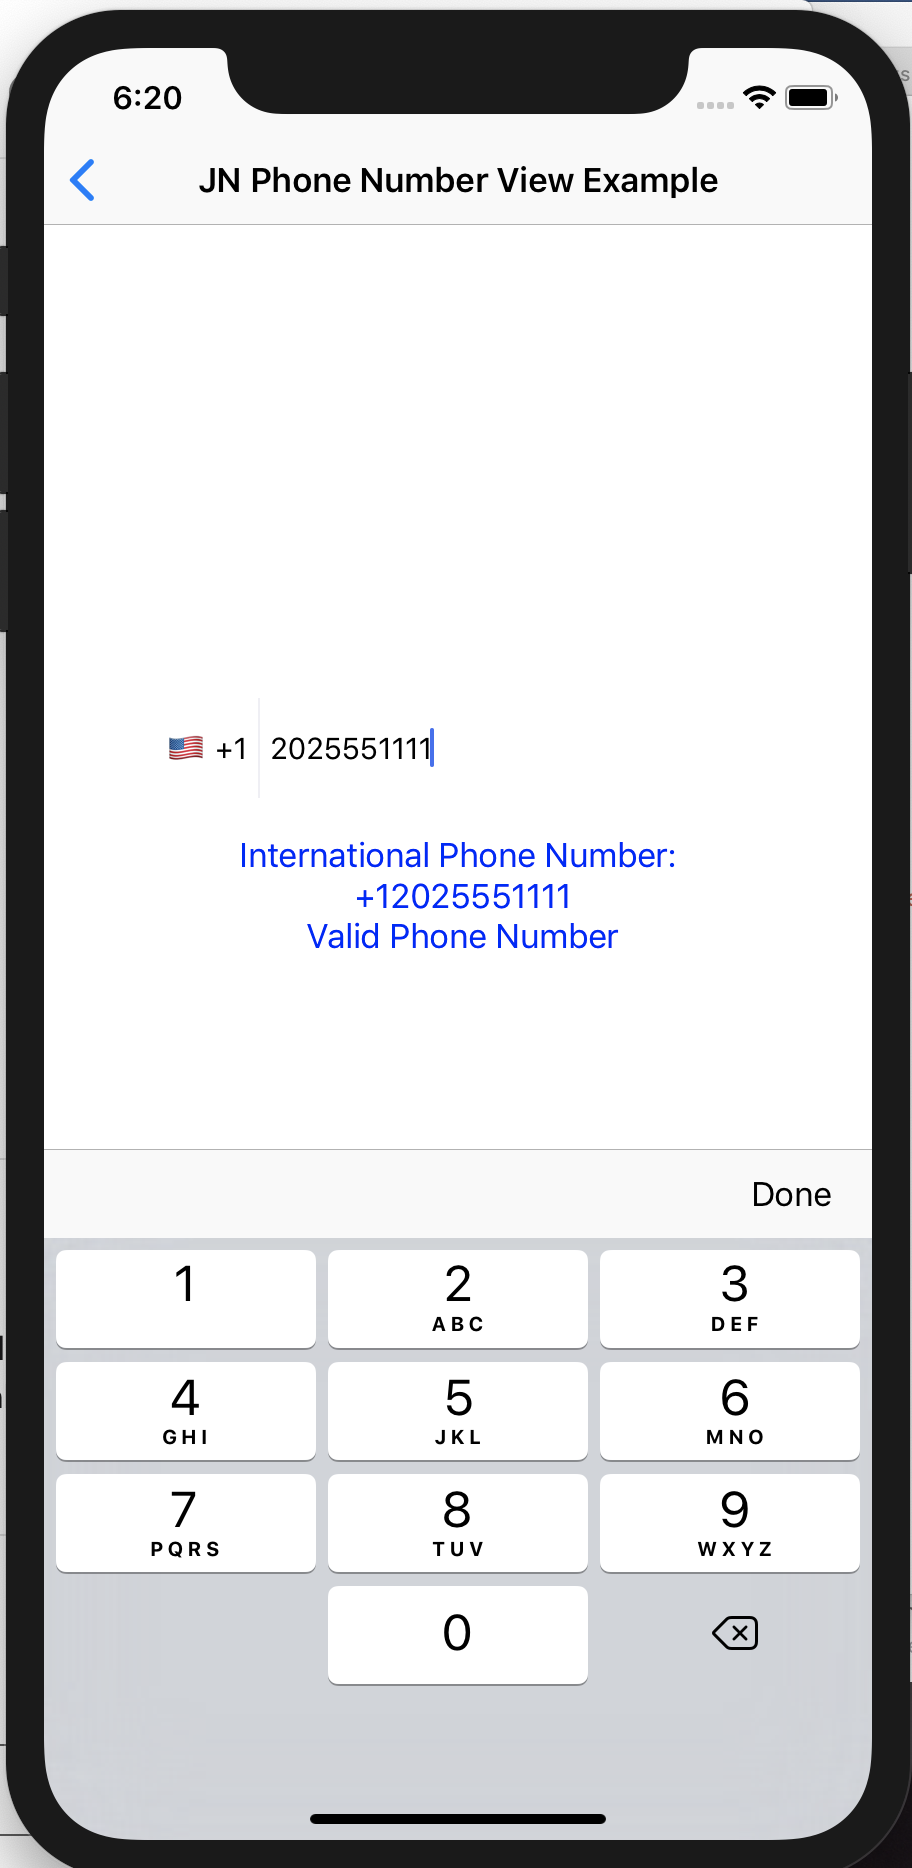 6:20
JN Phone Number View Example
+1 2025551111
International Phone Number:
+12025551111
Valid Phone Number
Done
1 2 3
ABC DEF
4 5 6
GHI JKL MNO
7 8 9
PQRS TUV WXYZ
0